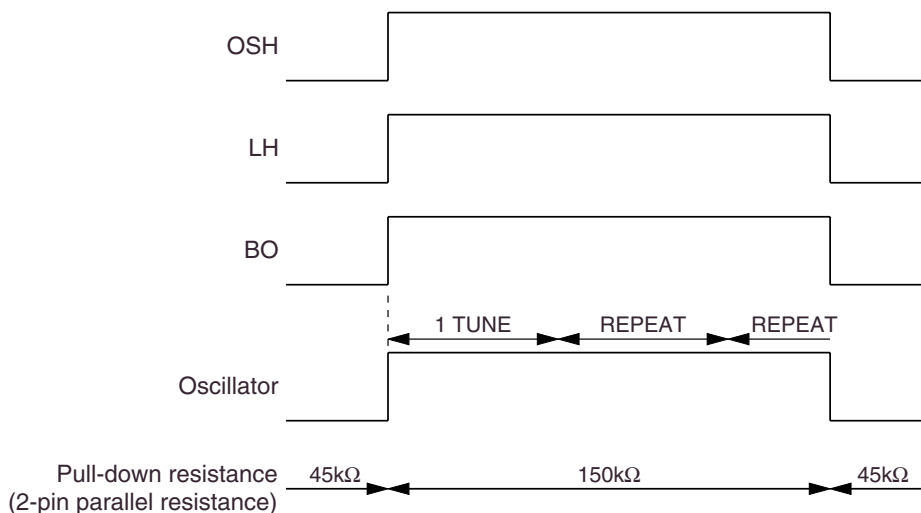 OSH
LH
BO
1 TUNE REPEAT REPEAT
Oscillator
Pull-down resistance
(2-pin parallel resistance)
45kΩ 150kΩ 45kΩ